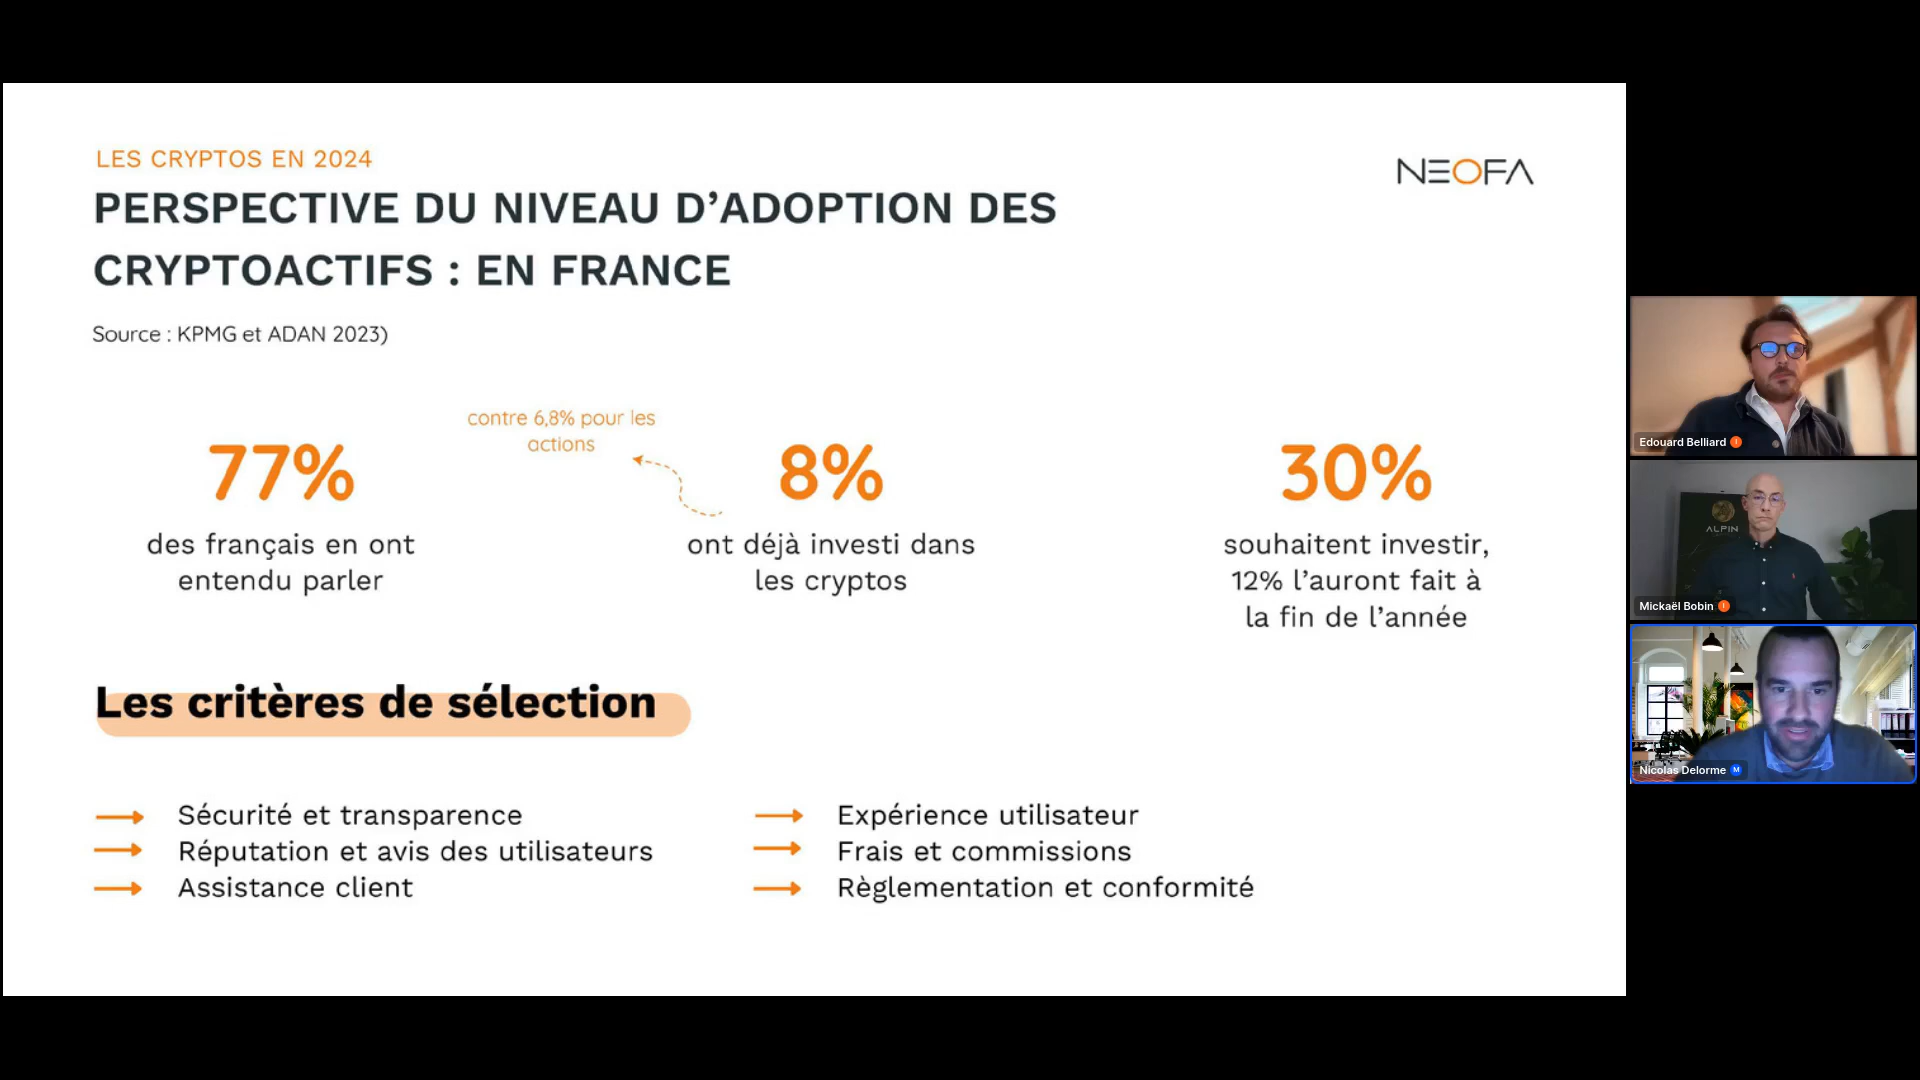 LES CRYPTOS EN 2024
NEOFA
PERSPECTIVE DU NIVEAU D’ADOPTION DES
CRYPTOACTIFS : EN FRANCE
Source : KPMG et ADAN 2023)
contre 6,8% pour les
actions
77%
des français en ont
entendu parler
8%
ont déjà investi dans
les cryptos
30%
souhaitent investir,
12% l’auront fait à
la fin de l’année
Les critères de sélection
Sécurité et transparence
Réputation et avis des utilisateurs
Assistance client
Expérience utilisateur
Frais et commissions
Règlementation et conformité
Edouard Belliard I
ALPIN
Mickaël Bobin I
Nicolas Delorme M